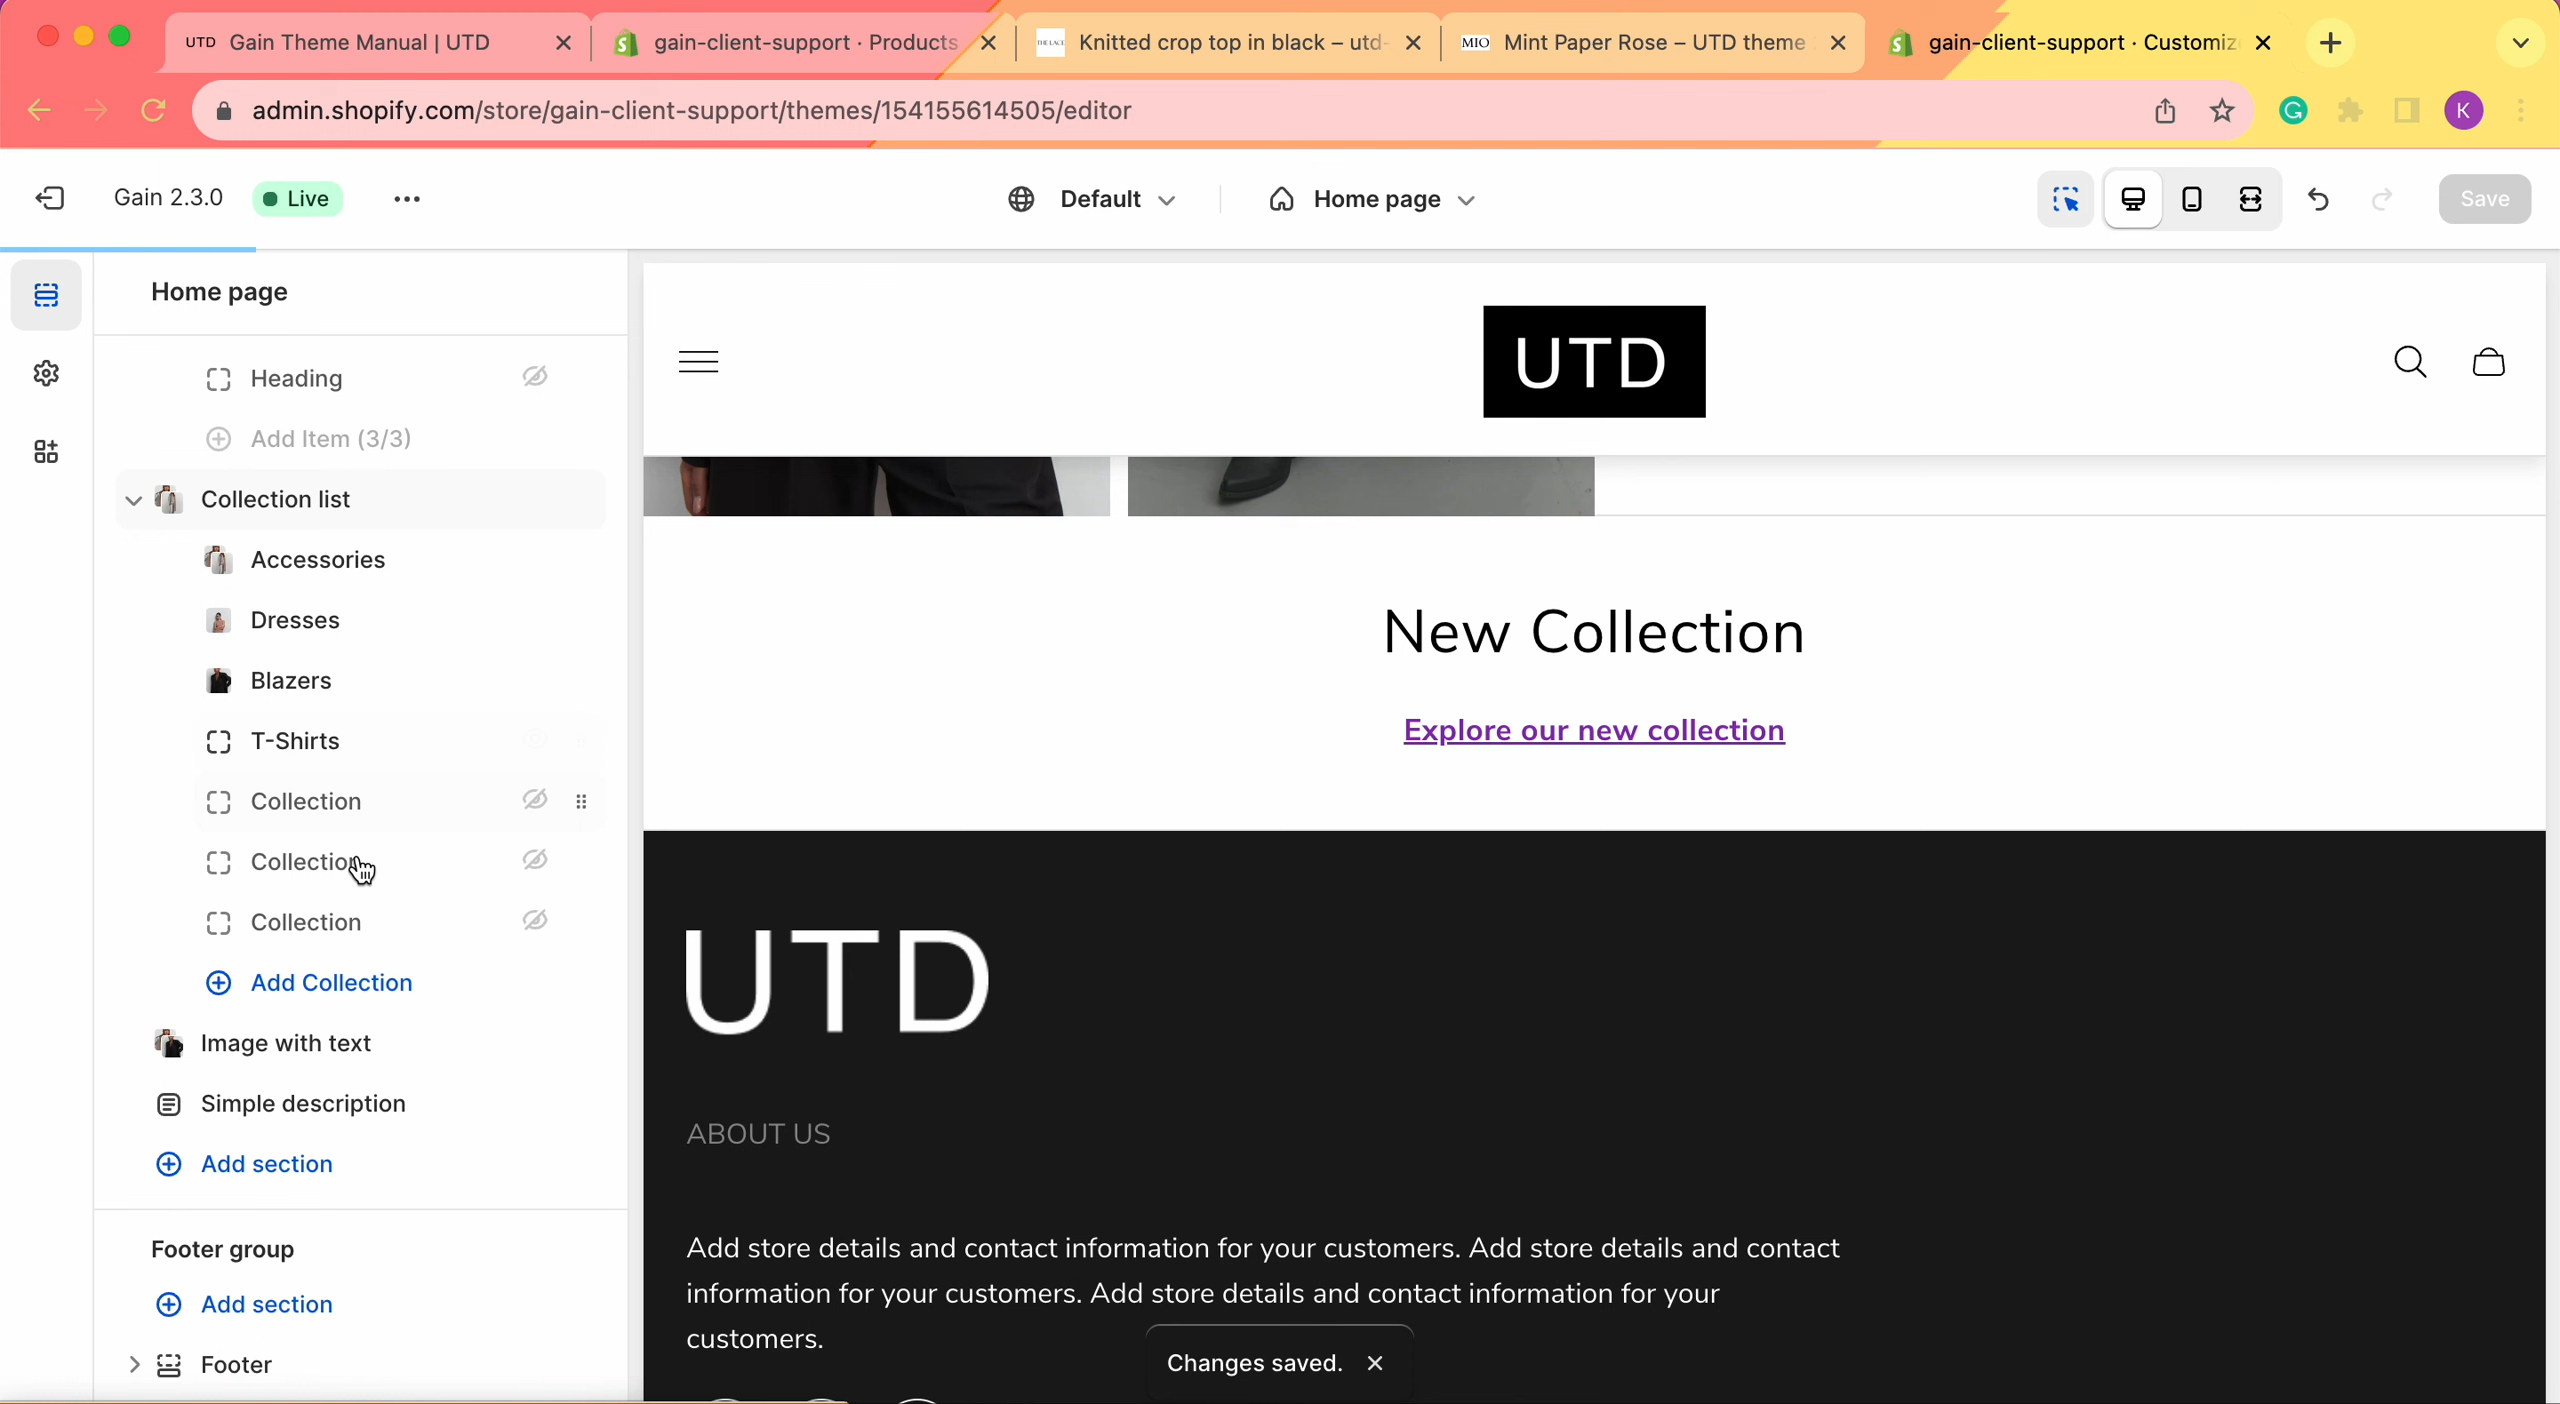 UTD Gain Theme Manual | UTD
gain-client-support · Products
THE LACE Knitted crop top in black – utd-
MIO Mint Paper Rose – UTD theme
gain-client-support · Customiz
admin.shopify.com/store/gain-client-support/themes/154155614505/editor
G
K
Gain 2.3.0
Live
Default
Home page
Save
Home page
Heading
Add Item (3/3)
Collection list
Accessories
Dresses
Blazers
T-Shirts
Collection
Collection
Collection
Add Collection
Image with text
Simple description
Add section
Footer group
Add section
Footer
UTD
New Collection
Explore our new collection
UTD
ABOUT US
Add store details and contact information for your customers. Add store details and contact
information for your customers. Add store details and contact information for your
customers.
Changes saved.